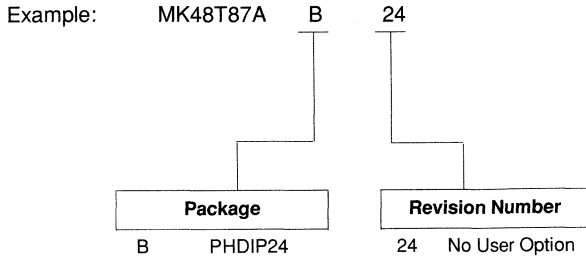 Example: MK48T87A B 24
Package Revision Number
B PHDIP24 24 No User Option